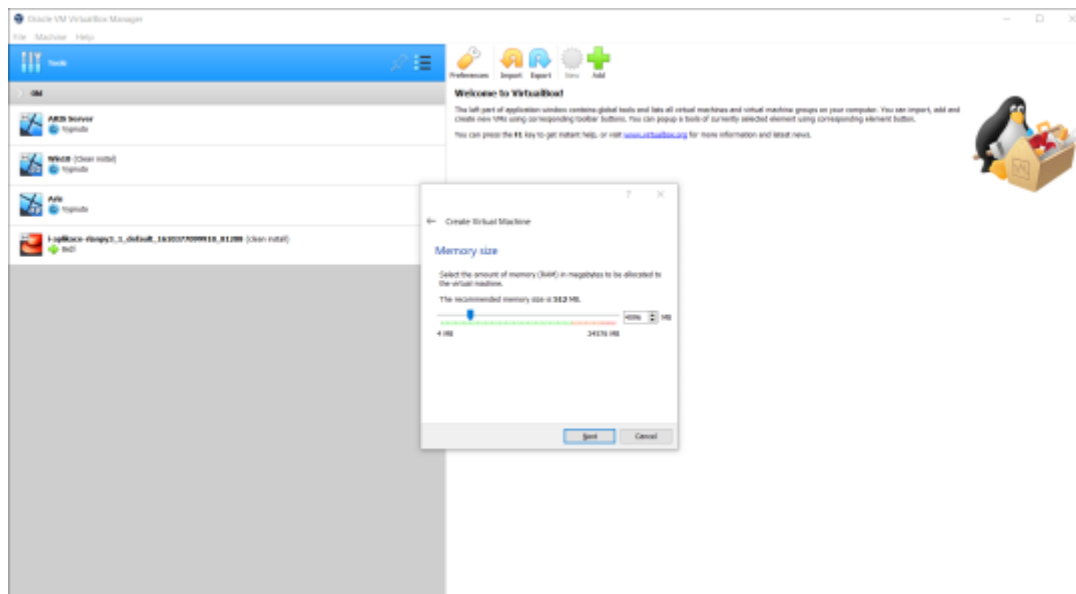 Oracle VM VirtualBox Manager
File Machine Help
Tools
Preferences Import Export New Add
Welcome to VirtualBox!
The left part of application window contains global tools and lists all virtual machines and virtual machine groups on your computer. You can import, add and
create new VMs using corresponding toolbar buttons. You can popup a tools of currently selected element using corresponding element button.
You can press the F1 key to get instant help, or visit www.virtualbox.org for more information and latest news.
Server
Vypnuto
Win10 (Clean install)
Vypnuto
Vypnuto
(clean install)
Běží
? ×
← Create Virtual Machine
Memory size
Select the amount of memory (RAM) in megabytes to be allocated to
the virtual machine.
The recommended memory size is 512 MB.
4096 MB
4 MB 24576 MB
Next Cancel